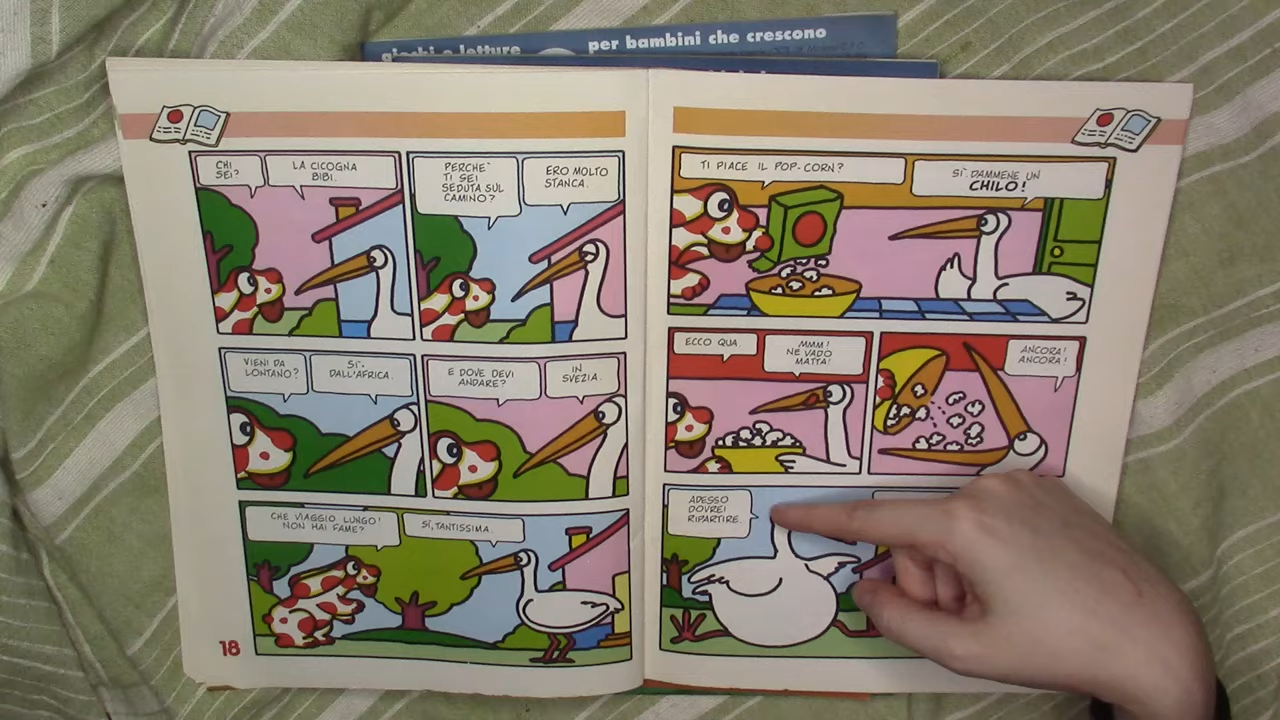 giochi e letture
per bambini che crescono
CHI
SEI?
LA CICOGNA
BIBI.
PERCHE'
TI SEI
SEDUTA SUL
CAMINO?
ERO MOLTO
STANCA.
VIENI DA
LONTANO?
SI',
DALL'AFRICA.
E DOVE DEVI
ANDARE?
IN
SVEZIA.
CHE VIAGGIO LUNGO!
NON HAI FAME?
SI', TANTISSIMA.
18
TI PIACE IL POP-CORN?
SI', DAMMENE UN
CHILO!
ECCO QUA.
MMM!
NE VADO
MATTA!
ANCORA!
ANCORA!
ADESSO
DOVREI
RIPARTIRE.